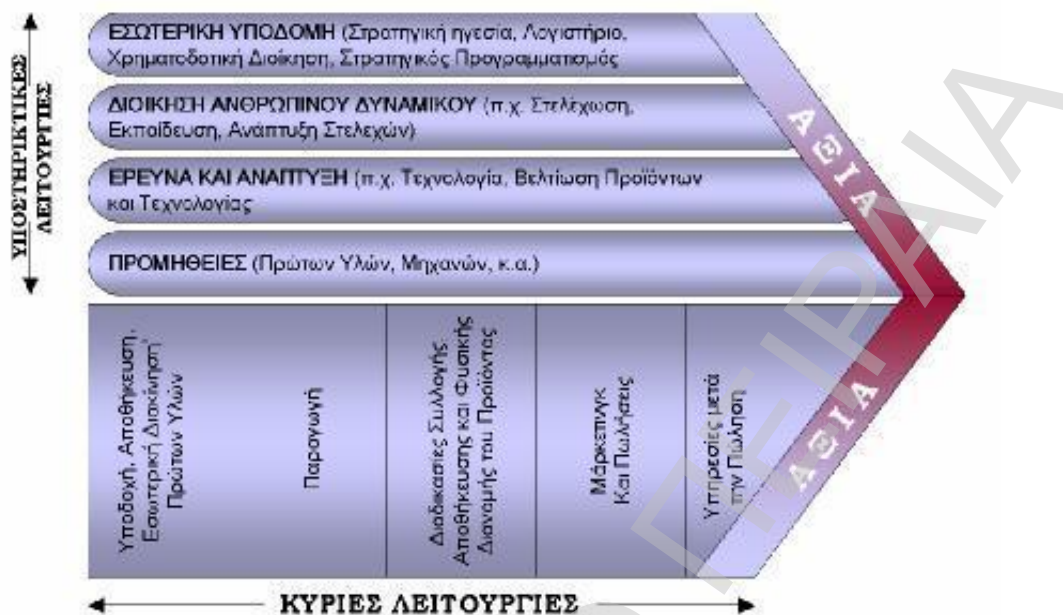 ΕΣΩΤΕΡΙΚΗ ΥΠΟΔΟΜΗ (Στρατηγική ηγεσία, Λογιστήριο,
Χρηματοδοτική Διοίκηση, Στρατηγικός Προγραμματισμός
ΔΙΟΙΚΗΣΗ ΑΝΘΡΩΠΙΝΟΥ ΔΥΝΑΜΙΚΟΥ (π.χ. Στελέχωση,
Εκπαίδευση, Ανάπτυξη Στελεχών)
ΕΡΕΥΝΑ ΚΑΙ ΑΝΑΠΤΥΞΗ (π.χ. Τεχνολογία, Βελτίωση Προϊόντων
και Τεχνολογίας
ΠΡΟΜΗΘΕΙΕΣ (Πρώτων Υλών, Μηχανών, κ.α.)
ΥΠΟΣΤΗΡΙΚΤΙΚΕΣ
ΛΕΙΤΟΥΡΓΙΕΣ
ΑΞΙΑ
Υποδοχή, Αποθήκευση,
Εσωτερική Διακίνηση
Πρώτων Υλών
Παραγωγή
Διαδικασίες Συλλογής
Αποθήκευσης και Φυσικής
Διανομής του Προϊόντος
Μάρκετινγκ
Και Πωλήσεις
Υπηρεσίες μετά
την Πώληση
ΑΞΙΑ
ΚΥΡΙΕΣ ΛΕΙΤΟΥΡΓΙΕΣ
ΠΕΙΡΑΙΑ